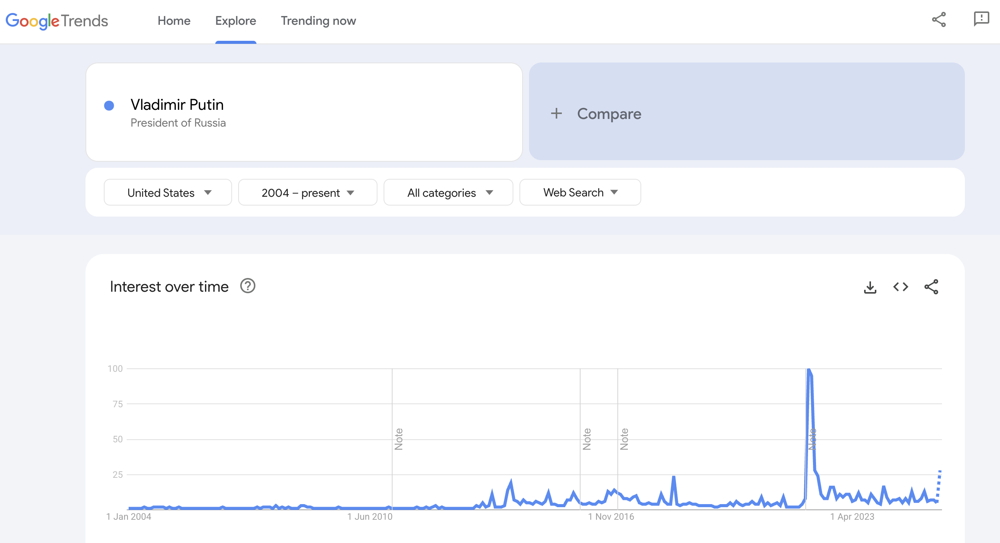 Google Trends
Home
Explore
Trending now
Vladimir Putin
President of Russia
+ Compare
United States
2004 – present
All categories
Web Search
Interest over time
100
75
50
25
Note
Note
Note
Note
1 Jan 2004
1 Jun 2010
1 Nov 2016
1 Apr 2023